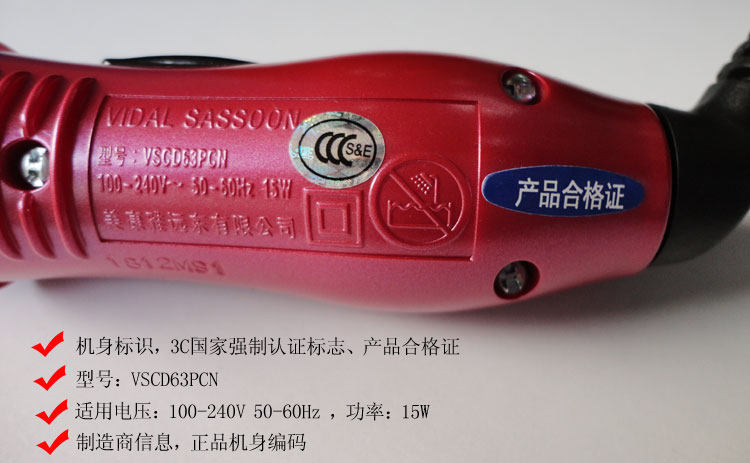 VIDAL SASSOON
型号：VSCD63PCN
100-240V~ 50-60Hz 15W
美康雅远东有限公司
1612MS1
CCC S&E
产品合格证
机身标识，3C国家强制认证标志、产品合格证
型号：VSCD63PCN
适用电压：100-240V 50-60Hz ，功率：15W
制造商信息，正品机身编码